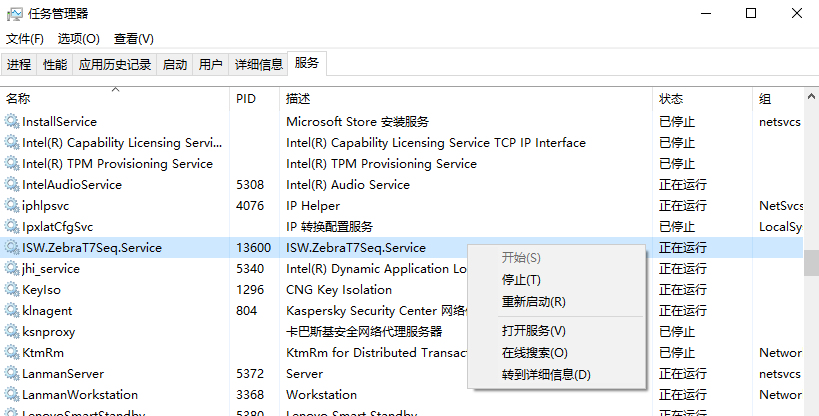 任务管理器
文件(F) 选项(O) 查看(V)
进程 性能 应用历史记录 启动 用户 详细信息 服务
名称 PID 描述 状态 组
InstallService Microsoft Store 安装服务 已停止 netsvcs
Intel(R) Capability Licensing Servi... Intel(R) Capability Licensing Service TCP IP Interface 已停止
Intel(R) TPM Provisioning Service Intel(R) TPM Provisioning Service 已停止
IntelAudioService 5308 Intel(R) Audio Service 正在运行
iphlpsvc 4076 IP Helper 正在运行 NetSvcs
IpxlatCfgSvc IP 转换配置服务 已停止 LocalSy
ISW.ZebraT7Seq.Service 13600 ISW.ZebraT7Seq.Service 正在运行
jhi_service 5340 Intel(R) Dynamic Application Lo 正在运行
KeyIso 1296 CNG Key Isolation 正在运行
klnagent 804 Kaspersky Security Center 网络 正在运行
ksnproxy 卡巴斯基安全网络代理服务器 已停止
KtmRm KtmRm for Distributed Transac 已停止 Networ
LanmanServer 5372 Server 正在运行 netsvcs
LanmanWorkstation 3368 Workstation 正在运行 Networ
LenovoSmartStandby 5380 Lenovo Smart Standby 正在运行
开始(S)
停止(T)
重新启动(R)
打开服务(V)
在线搜索(O)
转到详细信息(D)